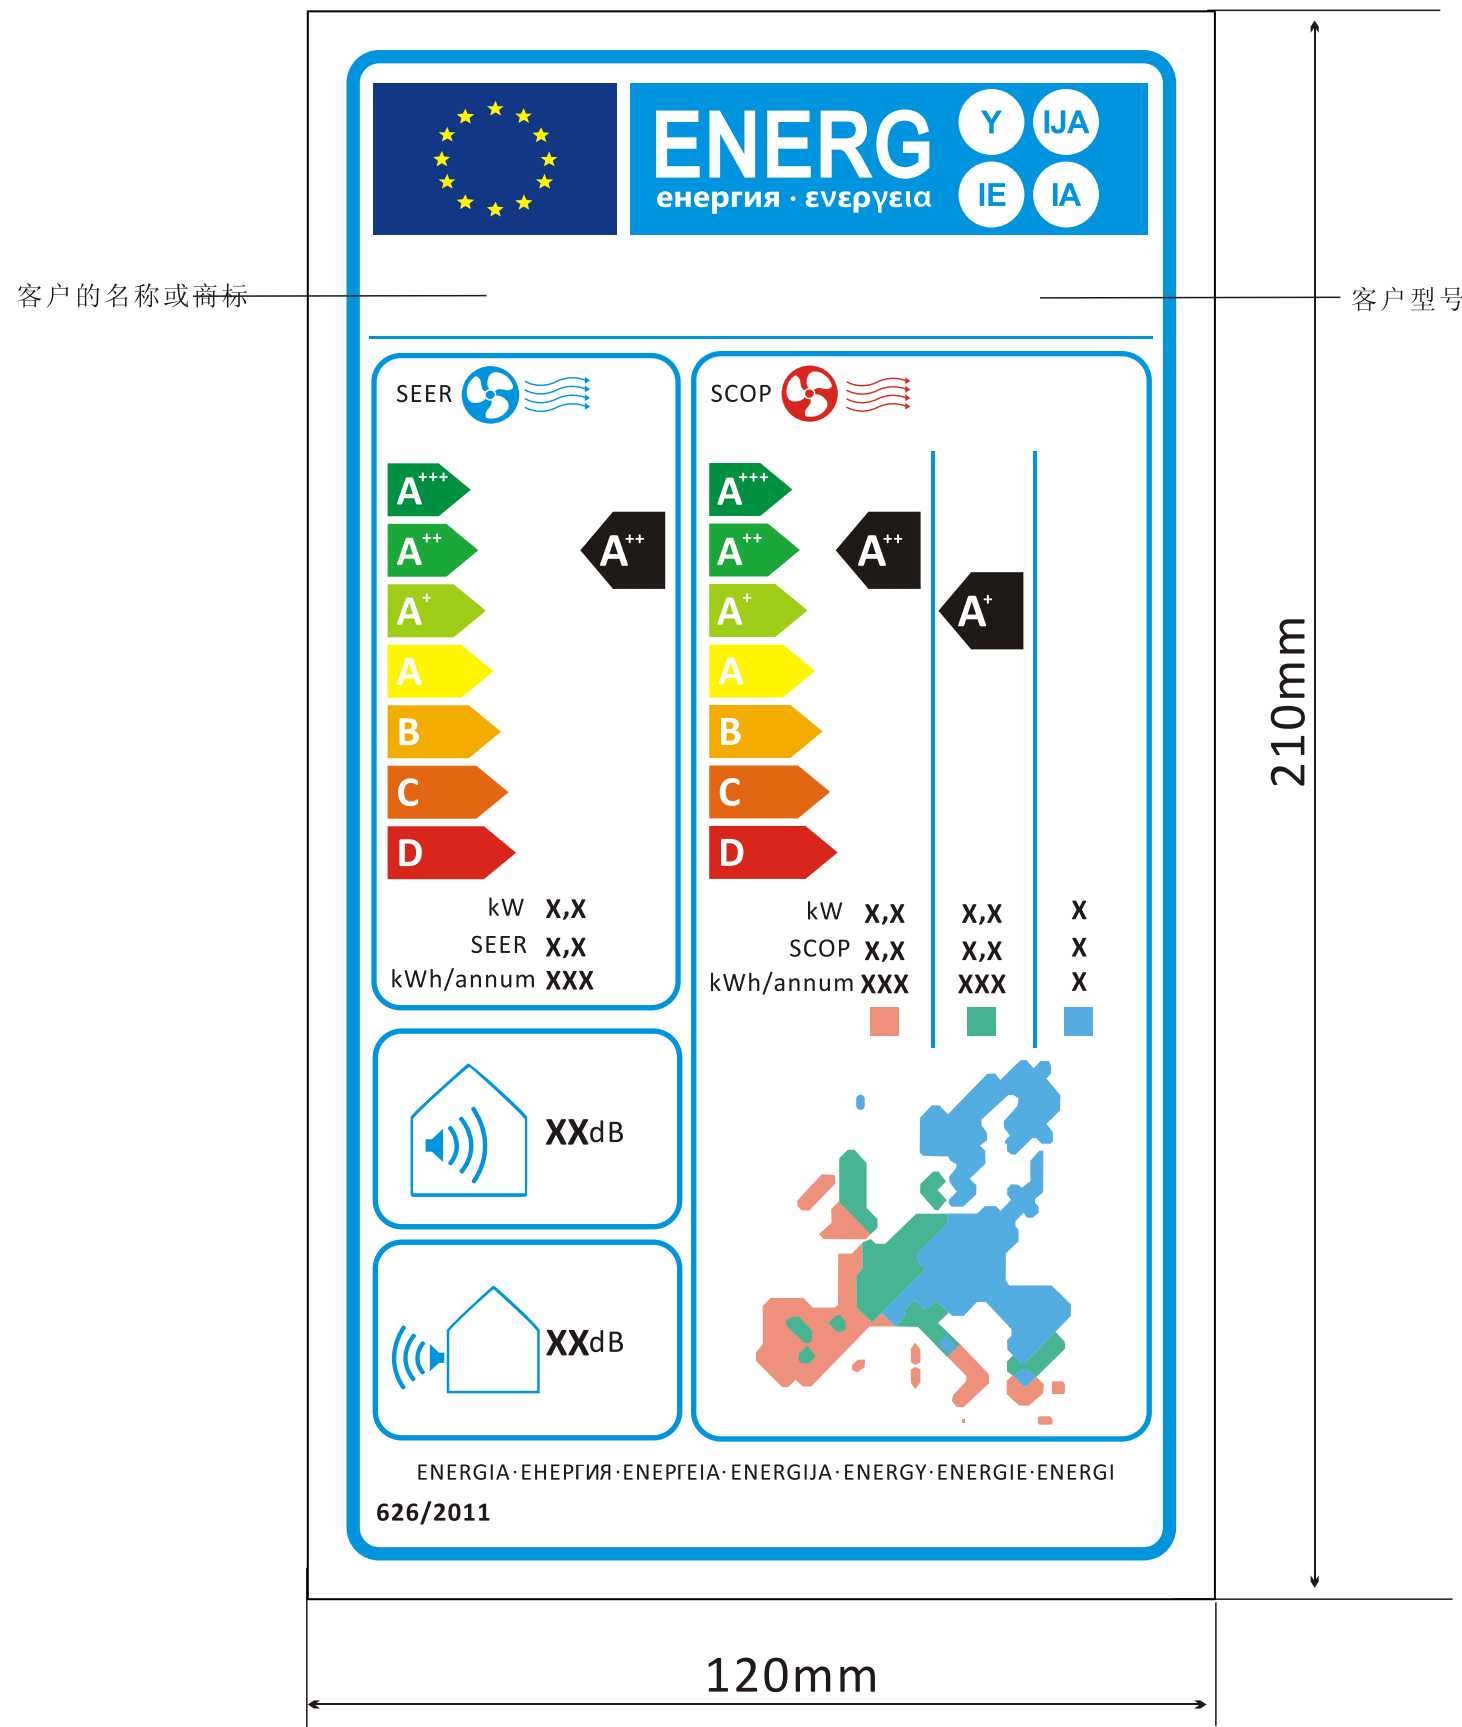 ENERG Y IJA
IE IA
енергия · ενεργεια
客户的名称或商标
客户型号
SEER
A+++
A++
A+
A
B
C
D
A++
kW X,X
SEER X,X
kWh/annum XXX
SCOP
A+++
A++
A+
A
B
C
D
A++
A+
kW X,X X,X X
SCOP X,X X,X X
kWh/annum XXX XXX X
XXdB
XXdB
ENERGIA·ЕНЕРГИЯ·ΕΝΕΡΓΕΙΑ·ENERGIJA·ENERGY·ENERGIE·ENERGI
626/2011
210mm
120mm